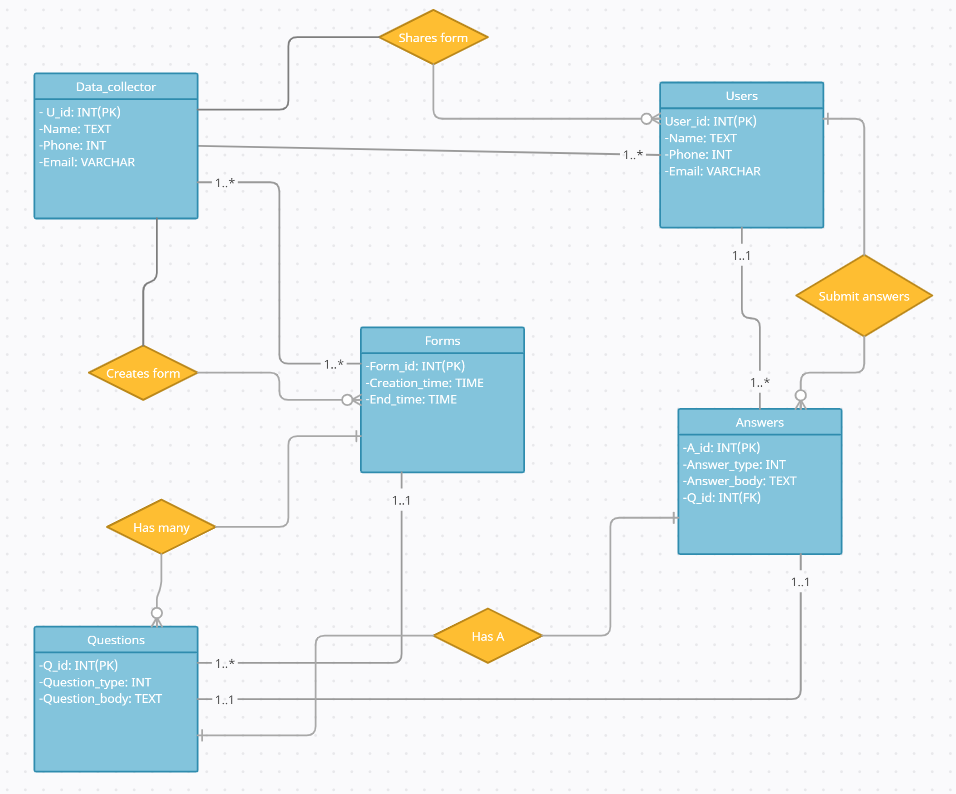 Shares form
Data_collector
- U_id: INT(PK)
-Name: TEXT
-Phone: INT
-Email: VARCHAR
Users
User_id: INT(PK)
-Name: TEXT
-Phone: INT
-Email: VARCHAR
1..*
1..*
1..1
Submit answers
Creates form
1..*
Forms
-Form_id: INT(PK)
-Creation_time: TIME
-End_time: TIME
1..*
Answers
-A_id: INT(PK)
-Answer_type: INT
-Answer_body: TEXT
-Q_id: INT(FK)
1..1
Has many
1..1
Questions
-Q_id: INT(PK)
-Question_type: INT
-Question_body: TEXT
Has A
1..*
1..1